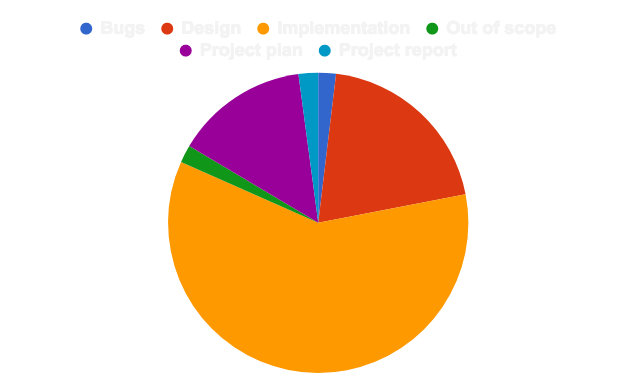 Bugs Design Implementation Out of scope
Project plan Project report